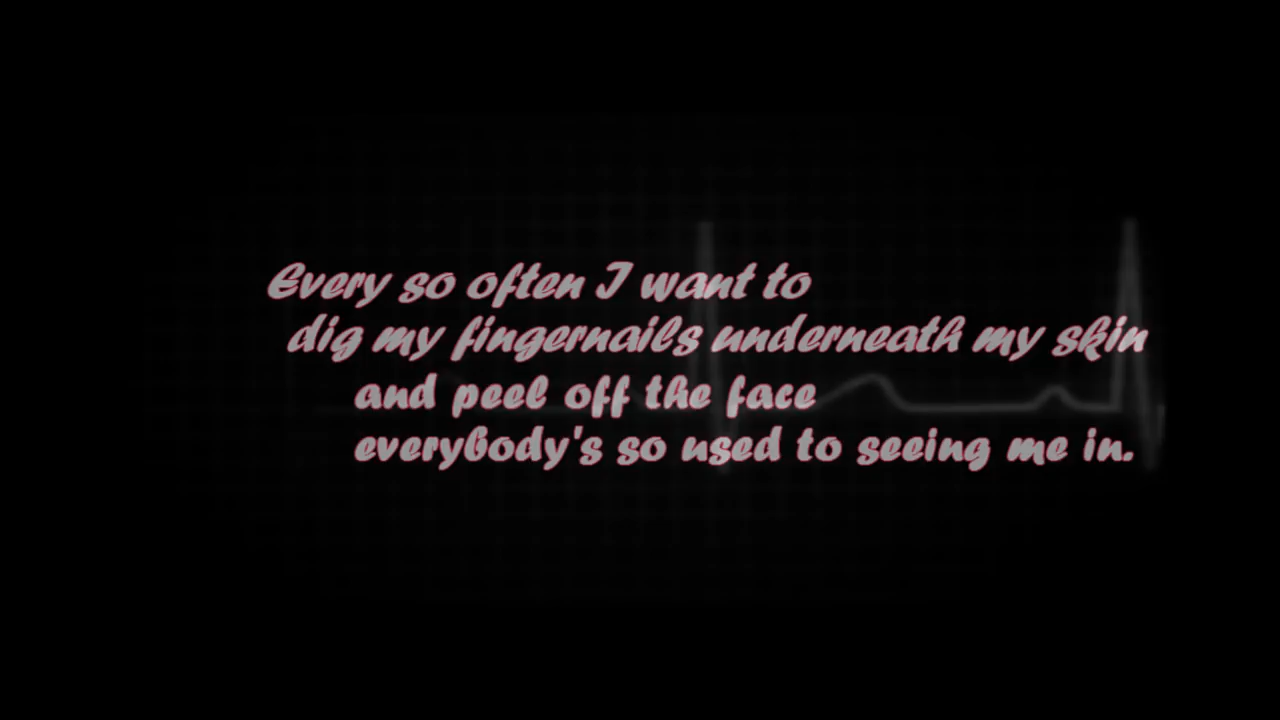 Every so often I want to
dig my fingernails underneath my skin
and peel off the face
everybody's so used to seeing me in.